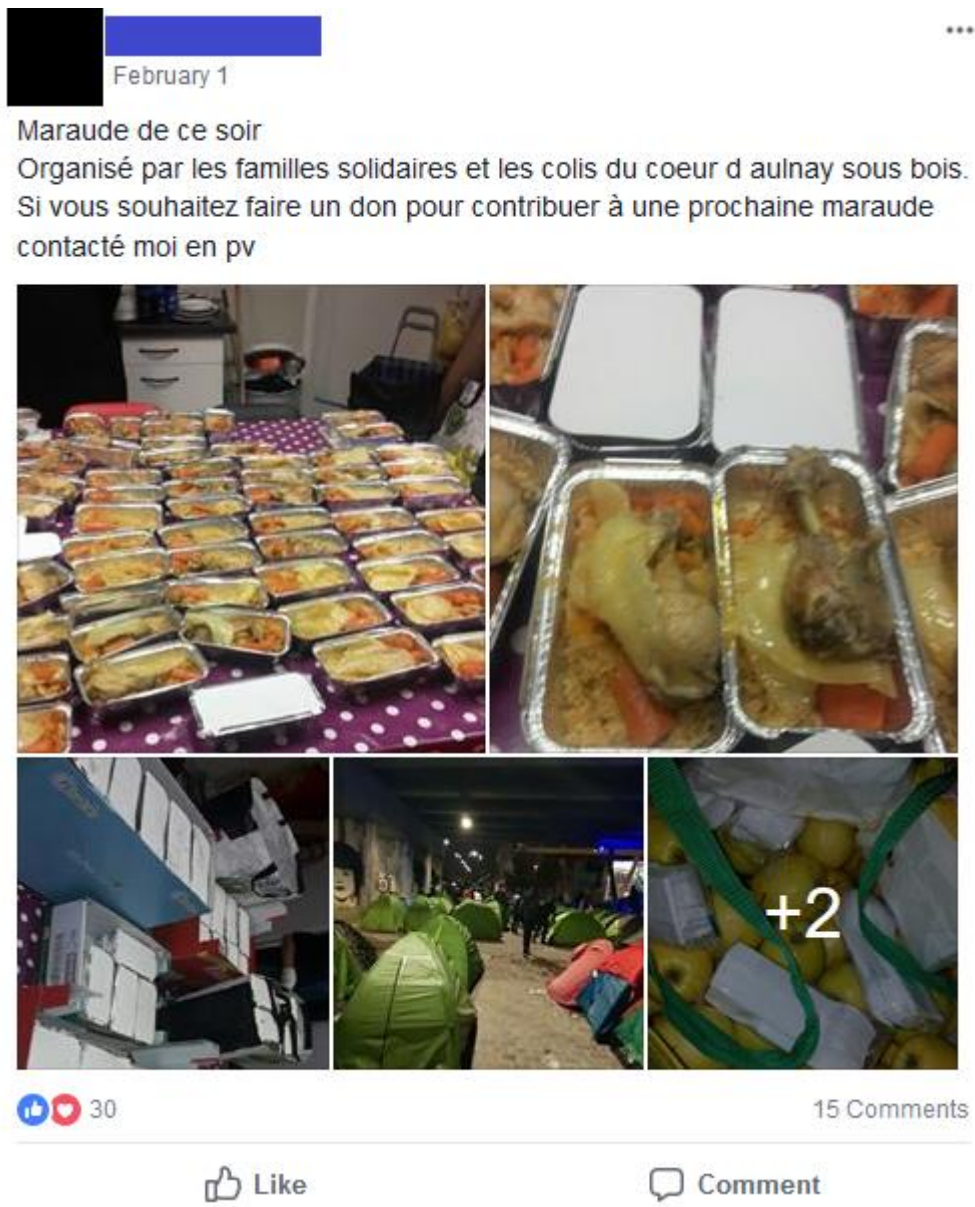 February 1
Maraude de ce soir
Organisé par les familles solidaires et les colis du coeur d aulnay sous bois.
Si vous souhaitez faire un don pour contribuer à une prochaine maraude
contacté moi en pv
+2
30
15 Comments
Like
Comment